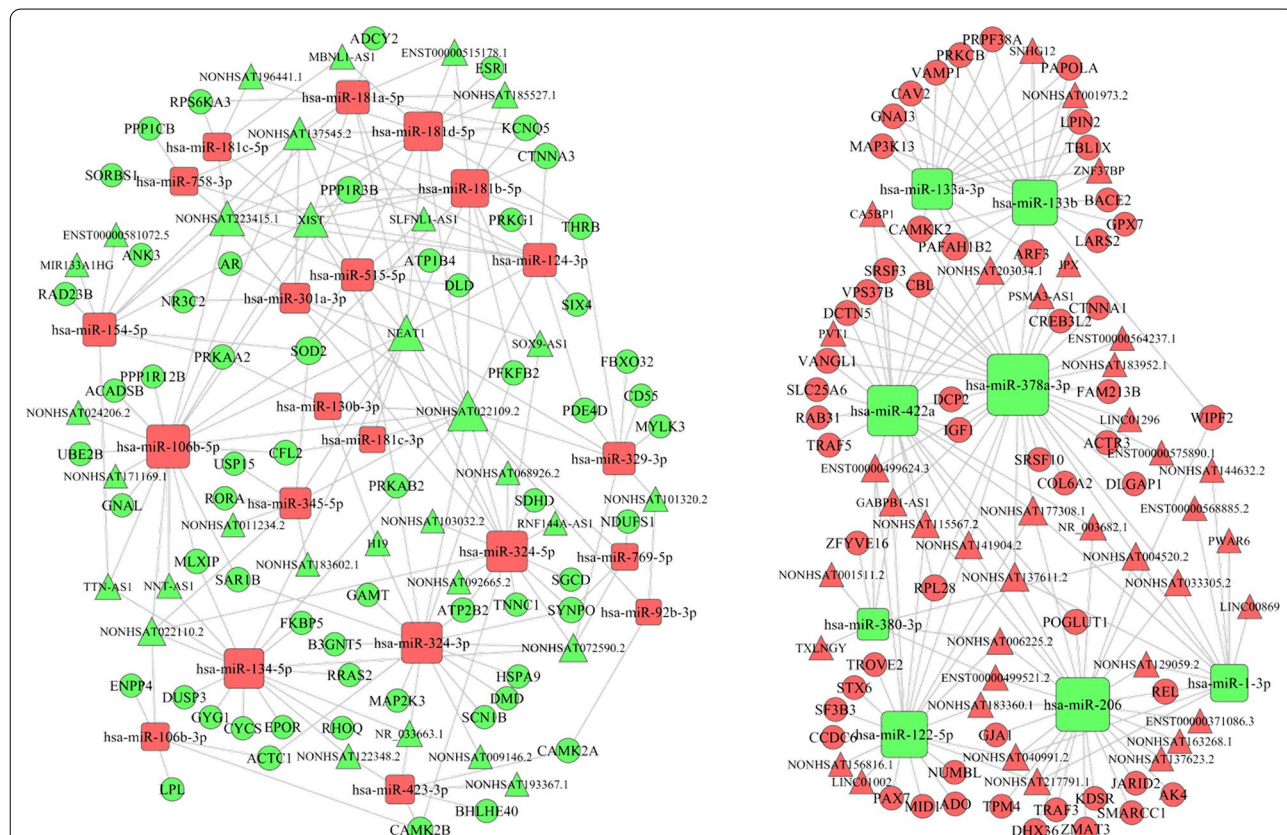 ADCY2
MBNL1-AS1
ENST00000515178.1
ESR1
NONHSAT196441.1
RPS6KA3
hsa-miR-181a-5p
NONHSAT185527.1
PPP1CB
NONHSAT137545.2
hsa-miR-181d-5p
KCNQ5
hsa-miR-181c-5p
CTNNA3
SORBS1
hsa-miR-758-3p
PPP1R3B
hsa-miR-181b-5p
NONHSAT223415.1
XIST
SLFNL1-AS1
PRKG1
THRB
ENST00000581072.5
ANK3
MIR133A1HG
AR
ATP1B4
hsa-miR-124-3p
RAD23B
NR3C2
hsa-miR-301a-3p
hsa-miR-515-5p
DLD
SIX4
hsa-miR-154-5p
NEAT1
SOX9-AS1
PRKAA2
SOD2
FBXO32
PPP1R12B
ACADSB
PFKFB2
CD55
NONHSAT024206.2
hsa-miR-130b-3p
NONHSAT022109.2
PDE4D
MYLK3
hsa-miR-106b-5p
hsa-miR-181c-3p
UBE2B
USP15
CFL2
hsa-miR-329-3p
NONHSAT171169.1
NONHSAT068926.2
GNAL
RORA
hsa-miR-345-5p
PRKAB2
SDHD
NONHSAT101320.2
NONHSAT011234.2
NONHSAT103032.2
RNF144A-AS1
NDUFS1
MLXIP
H19
hsa-miR-324-5p
hsa-miR-769-5p
TTN-AS1
NNT-AS1
SAR1B
NONHSAT183602.1
NONHSAT092665.2
SGCD
GAMT
ATP2B2
TNNC1
SYNPO
hsa-miR-92b-3p
NONHSAT022110.2
FKBP5
B3GNT5
hsa-miR-324-3p
NONHSAT072590.2
hsa-miR-134-5p
RRAS2
HSPA9
ENPP4
DUSP3
MAP2K3
DMD
GYG1
CYCS
EPOR
RHOQ
SCN1B
hsa-miR-106b-3p
ACTC1
NR_033663.1
NONHSAT122348.2
NONHSAT009146.2
CAMK2A
LPL
hsa-miR-423-3p
NONHSAT193367.1
BHLHE40
CAMK2B
PRPF38A
PRKCB
SNHG12
VAMP1
PAPOLA
CAV2
NONHSAT001973.2
GNAI3
LPIN2
MAP3K13
TBL1X
ZNF37BP
hsa-miR-133a-3p
hsa-miR-133b
BACE2
CA5BP1
CAMKK2
GPX7
PAFAH1B2
LARS2
ARF3
SRSF3
NONHSAT203034.1
JPX
VPS37B
CBL
PSMA3-AS1
CTNNA1
DCTN5
CREB3L2
PVT1
ENST00000564237.1
VANGL1
NONHSAT183952.1
SLC25A6
hsa-miR-378a-3p
FAM213B
hsa-miR-422a
DCP2
RAB31
LINC01296
WIPF2
IGF1
TRAF5
ACTR3
ENST00000575890.1
ENST00000499624.3
SRSF10
NONHSAT144632.2
COL6A2
DLGAP1
GABPB1-AS1
NONHSAT177308.1
ENST00000568885.2
NONHSAT115567.2
NR_003682.1
ZFYVE16
NONHSAT141904.2
PWAR6
NONHSAT004520.2
NONHSAT001511.2
RPL28
NONHSAT137611.2
NONHSAT033305.2
LINC00869
hsa-miR-380-3p
POGLUT1
TXLNGY
NONHSAT006225.2
TROVE2
NONHSAT129059.2
STX6
ENST00000499521.2
hsa-miR-1-3p
REL
SF3B3
NONHSAT183360.1
hsa-miR-206
ENST00000371086.3
CCDC6
hsa-miR-122-5p
GJA1
NONHSAT163268.1
NONHSAT040991.2
NONHSAT137623.2
NONHSAT156816.1
NUMBL
NONHSAT217791.1
LINC01002
JARID2
PAX7
MID1
ADO
KDSR
AK4
TPM4
TRAF3
SMARCC1
DHX36
ZMAT3